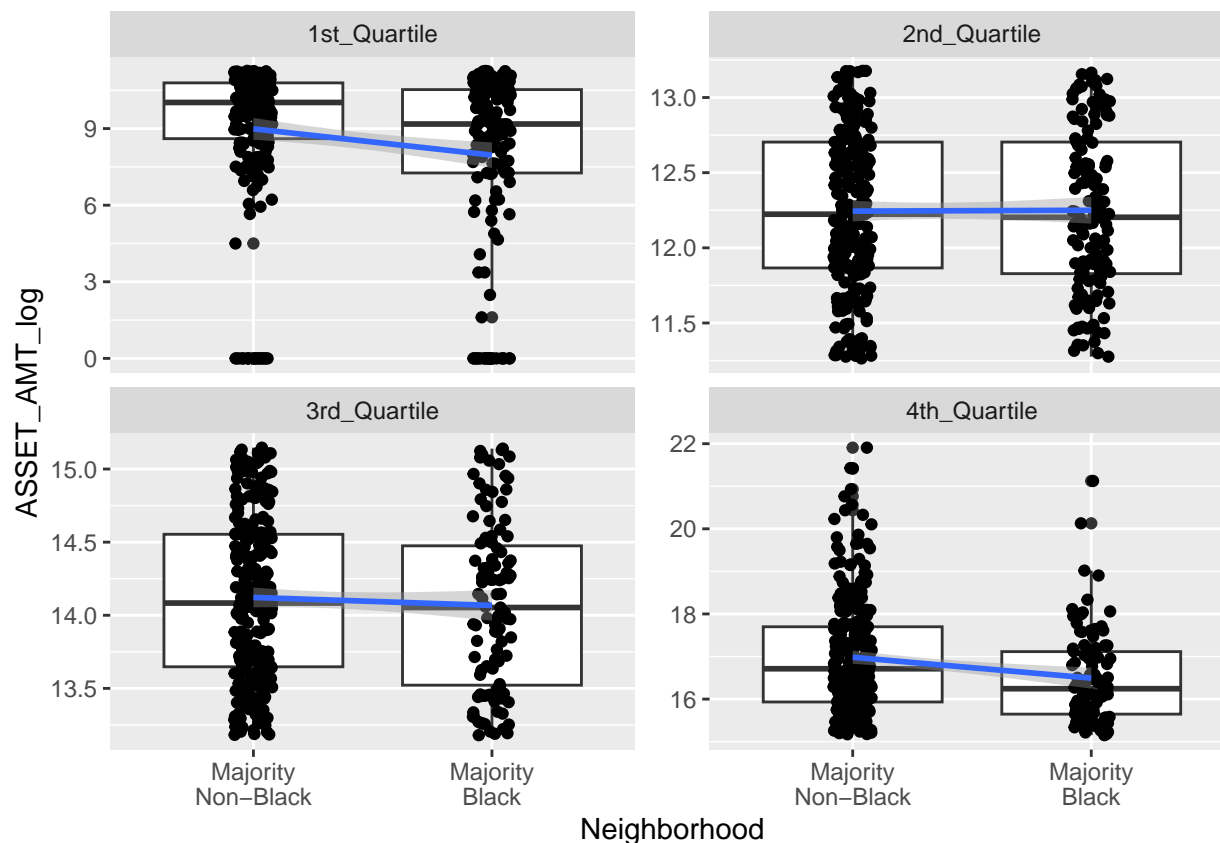 1st_Quartile
2nd_Quartile
9
6
3
0
13.0
12.5
12.0
11.5
3rd_Quartile
4th_Quartile
15.0
14.5
14.0
13.5
22
20
18
16
ASSET_AMT_log
Majority
Non−Black
Majority
Black
Majority
Non−Black
Majority
Black
Neighborhood